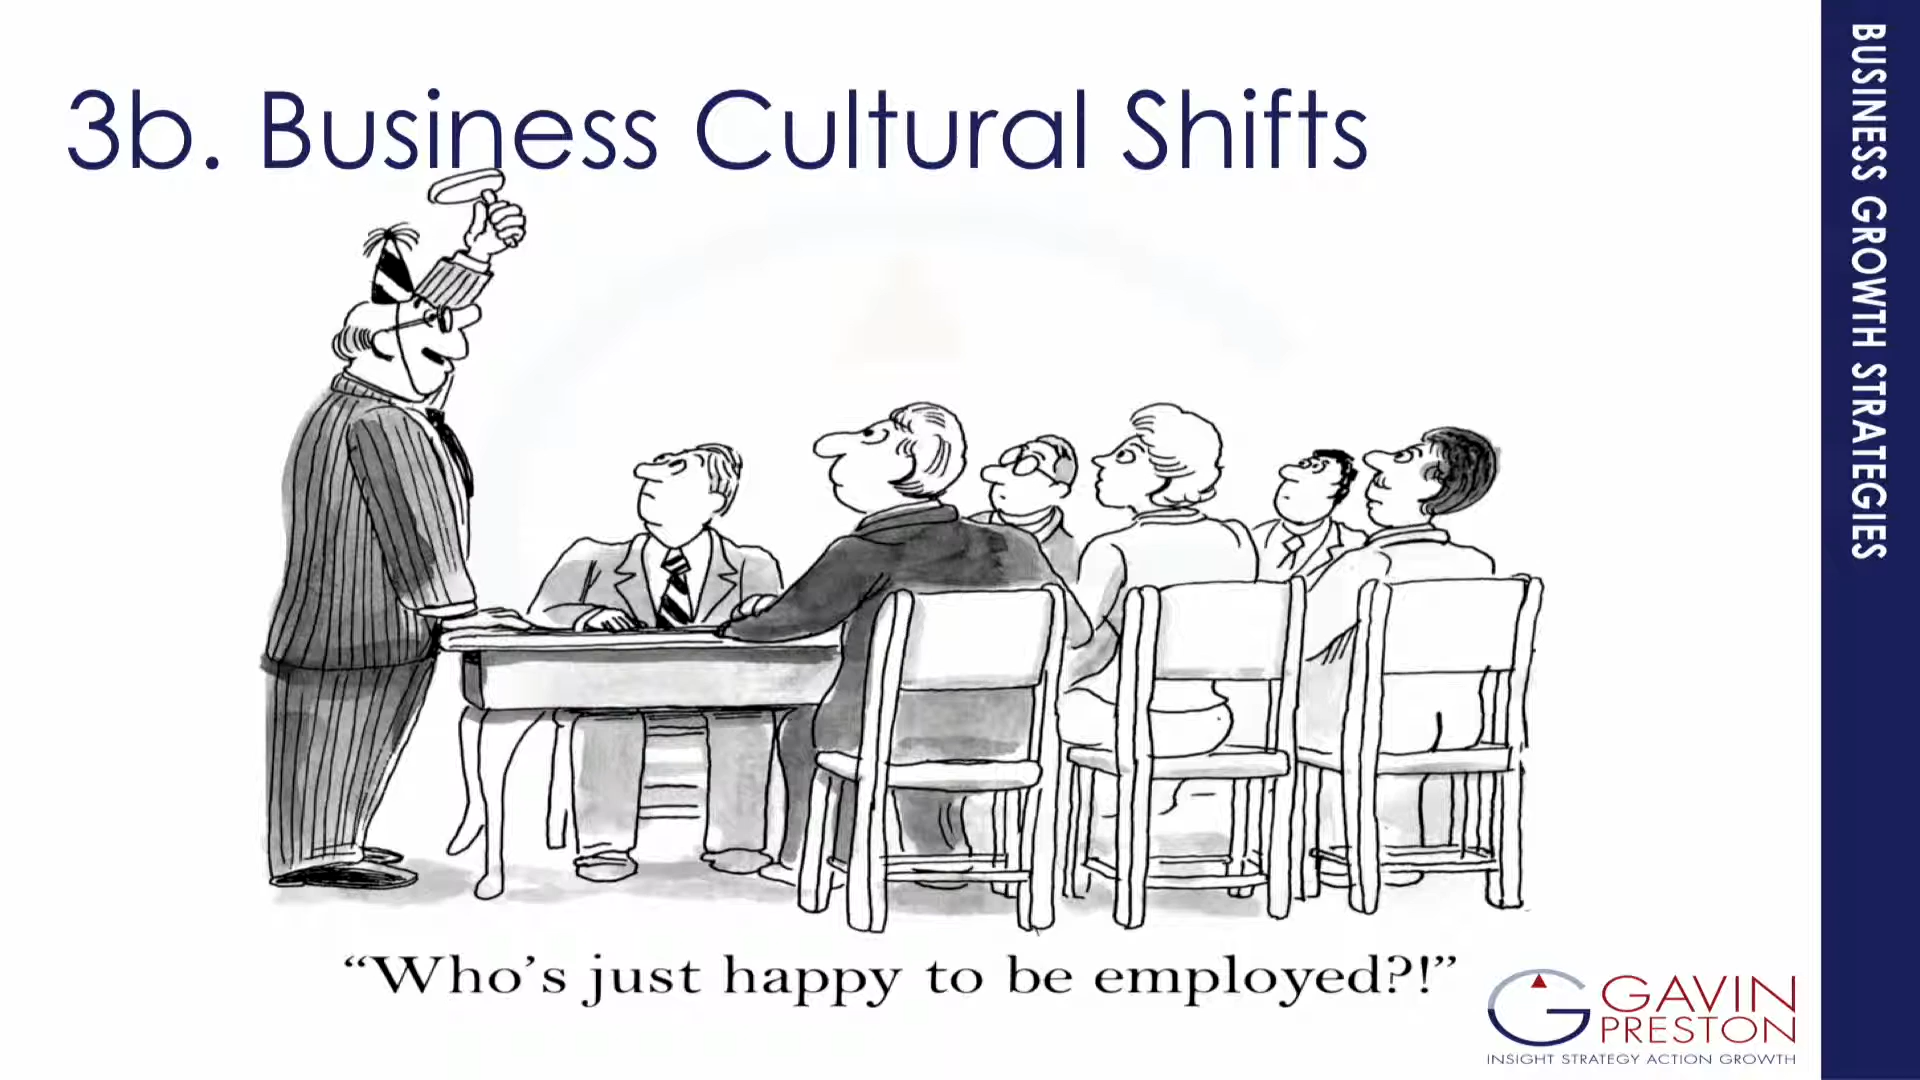 3b. Business Cultural Shifts
BUSINESS GROWTH STRATEGIES
“Who’s just happy to be employed?!”
GAVIN
PRESTON
INSIGHT STRATEGY ACTION GROWTH